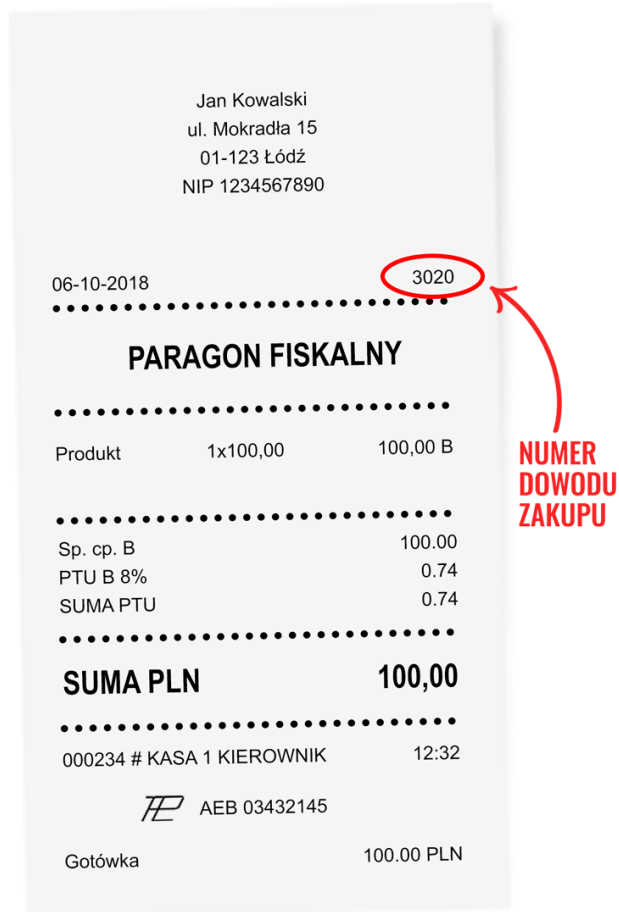 Jan Kowalski
ul. Mokradła 15
01-123 Łódź
NIP 1234567890
06-10-2018 3020
PARAGON FISKALNY
Produkt 1x100,00 100,00 B
Sp. cp. B 100.00
PTU B 8% 0.74
SUMA PTU 0.74
SUMA PLN 100,00
000234 # KASA 1 KIEROWNIK 12:32
AEB 03432145
Gotówka 100.00 PLN
NUMER
DOWODU
ZAKUPU